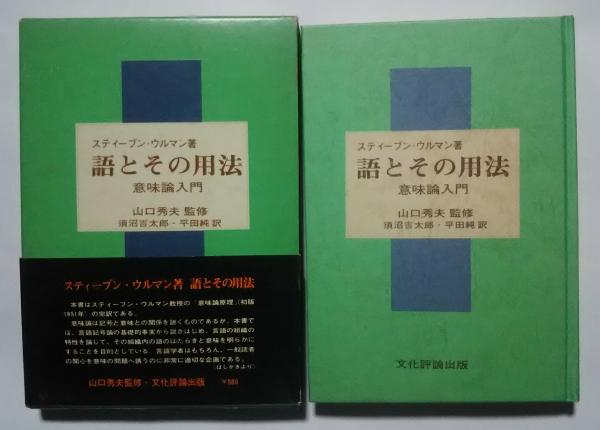 スティーブン・ウルマン著
語とその用法
意味論入門
山口秀夫 監修
須沼吉太郎・平田純 訳
スティーブン・ウルマン著 語とその用法
本書はスティーブン・ウルマン教授の「意味論原理」(初版
1951年)の完訳である。
意味論は記号と意味との関係を説くものであるが、本書で
は、言語記号論の基礎的事実から説きはじめ、言語の組織の
特性を論じて、その組織内の語のはたらきと意味を明らかに
することを目的としている。言語学者はもちろん、一般読者
の関心を意味の問題へ誘うのに非常に適切な企画である。
(はしがきより)
山口秀夫監修・文化評論出版 ￥980
スティーブン・ウルマン著
語とその用法
意味論入門
山口秀夫 監修
須沼吉太郎・平田純 訳
文化評論出版